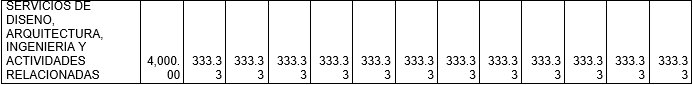 SERVICIOS DE
DISENO,
ARQUITECTURA,
INGENIERIA Y
ACTIVIDADES 4,000. 333.3 333.3 333.3 333.3 333.3 333.3 333.3 333.3 333.3 333.3 333.3 333.3
RELACIONADAS 00 3 3 3 3 3 3 3 3 3 3 3 3